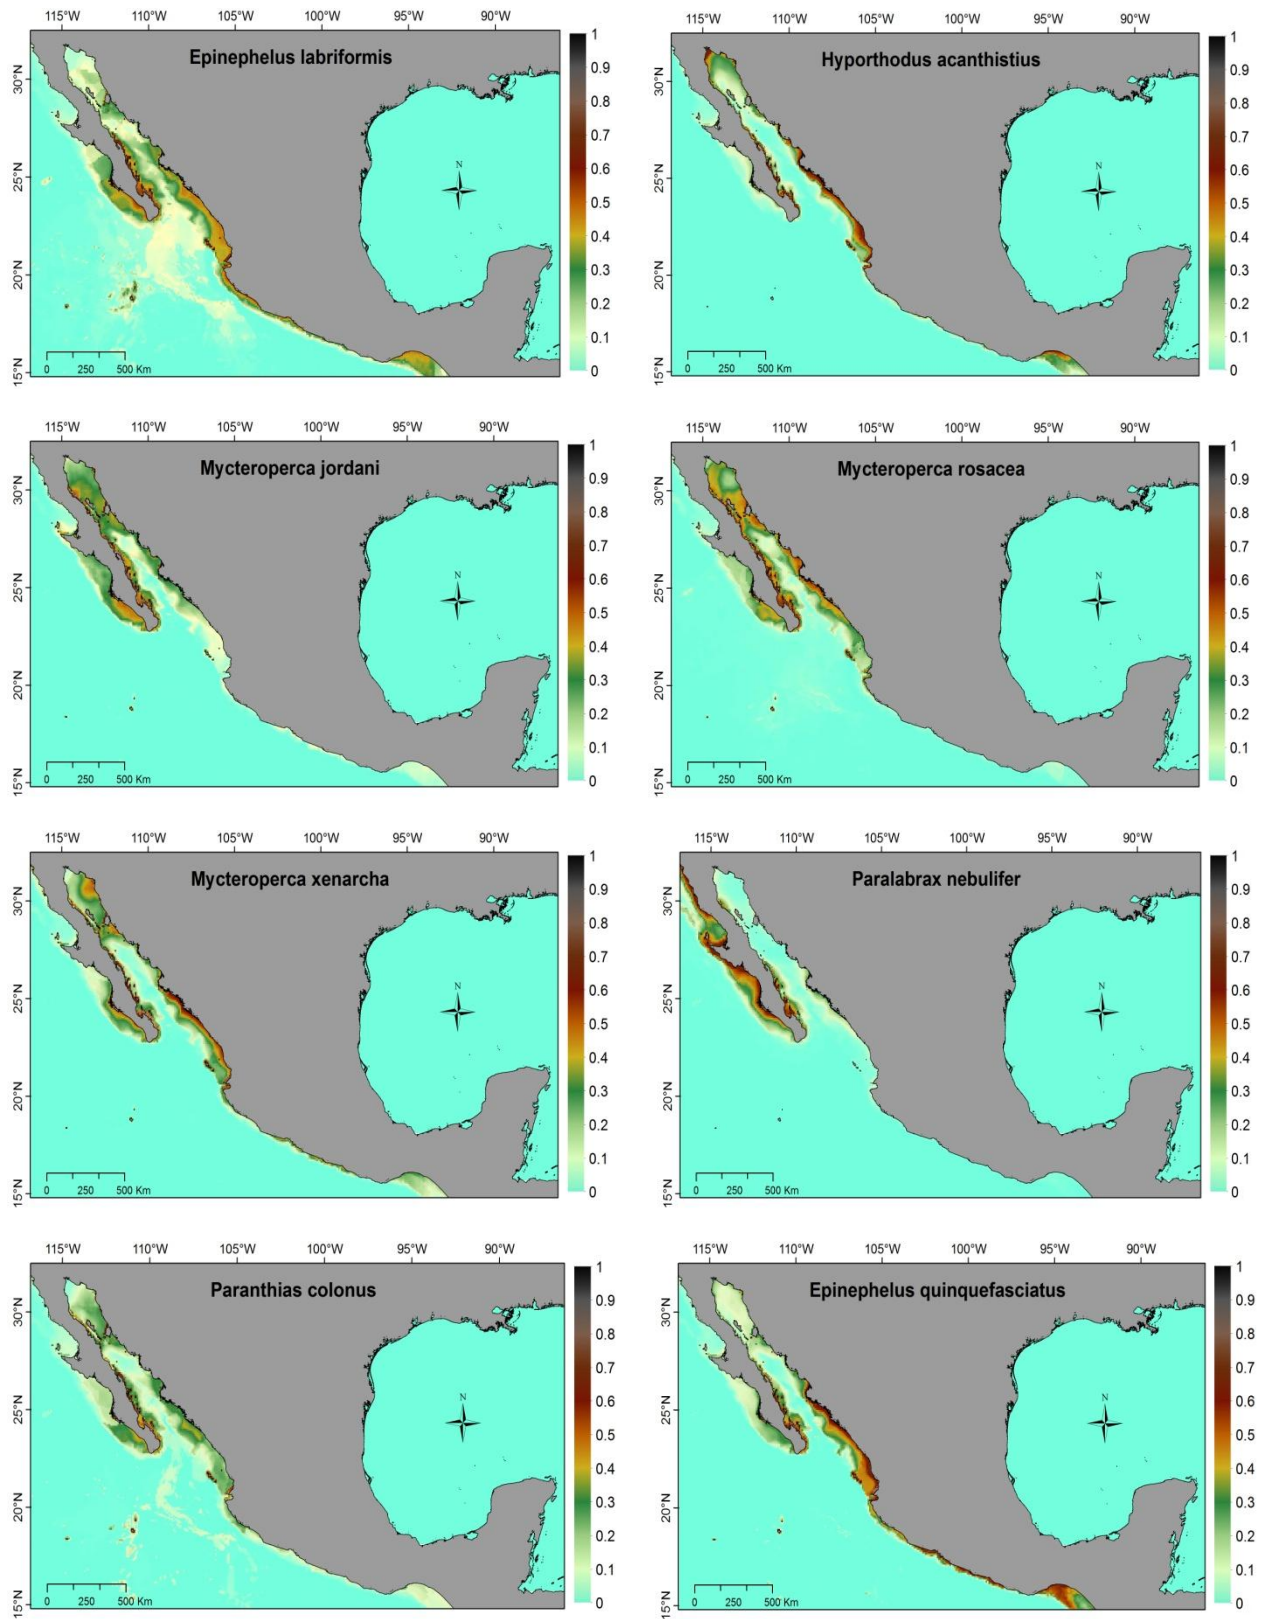 115°W 110°W 105°W 100°W 95°W 90°W
Epinephelus labriformis
30°N
25°N
20°N
15°N
N
0 250 500 Km
1
0.9
0.8
0.7
0.6
0.5
0.4
0.3
0.2
0.1
0
115°W 110°W 105°W 100°W 95°W 90°W
Hyporthodus acanthistius
30°N
25°N
20°N
15°N
N
0 250 500 Km
1
0.9
0.8
0.7
0.6
0.5
0.4
0.3
0.2
0.1
0
115°W 110°W 105°W 100°W 95°W 90°W
Mycteroperca jordani
30°N
25°N
20°N
15°N
N
0 250 500 Km
1
0.9
0.8
0.7
0.6
0.5
0.4
0.3
0.2
0.1
0
115°W 110°W 105°W 100°W 95°W 90°W
Mycteroperca rosacea
30°N
25°N
20°N
15°N
N
0 250 500 Km
1
0.9
0.8
0.7
0.6
0.5
0.4
0.3
0.2
0.1
0
115°W 110°W 105°W 100°W 95°W 90°W
Mycteroperca xenarcha
30°N
25°N
20°N
15°N
N
0 250 500 Km
1
0.9
0.8
0.7
0.6
0.5
0.4
0.3
0.2
0.1
0
115°W 110°W 105°W 100°W 95°W 90°W
Paralabrax nebulifer
30°N
25°N
20°N
15°N
N
0 250 500 Km
1
0.9
0.8
0.7
0.6
0.5
0.4
0.3
0.2
0.1
0
115°W 110°W 105°W 100°W 95°W 90°W
Paranthias colonus
30°N
25°N
20°N
15°N
N
0 250 500 Km
1
0.9
0.8
0.7
0.6
0.5
0.4
0.3
0.2
0.1
0
115°W 110°W 105°W 100°W 95°W 90°W
Epinephelus quinquefasciatus
30°N
25°N
20°N
15°N
N
0 250 500 Km
1
0.9
0.8
0.7
0.6
0.5
0.4
0.3
0.2
0.1
0